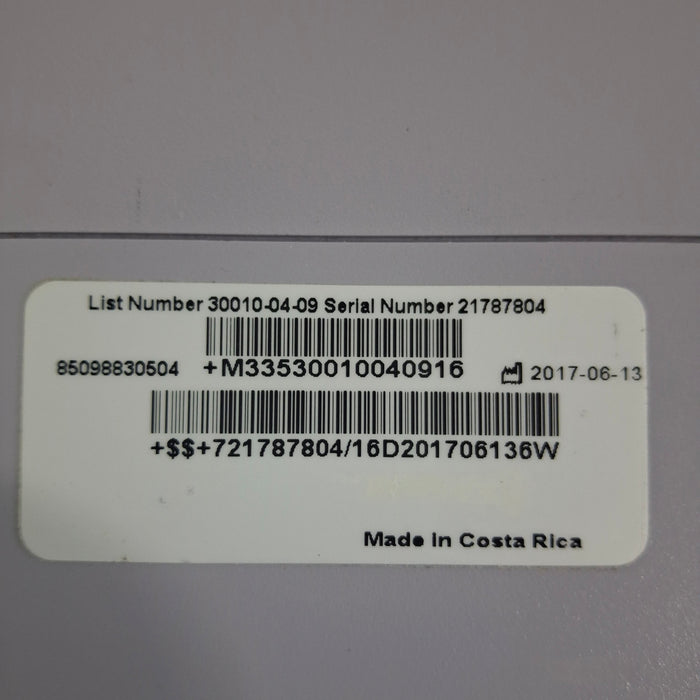 List Number 30010-04-09 Serial Number 21787804
85098830504 +M33530010040916 2017-06-13
+$$+721787804/16D201706136W
Made In Costa Rica